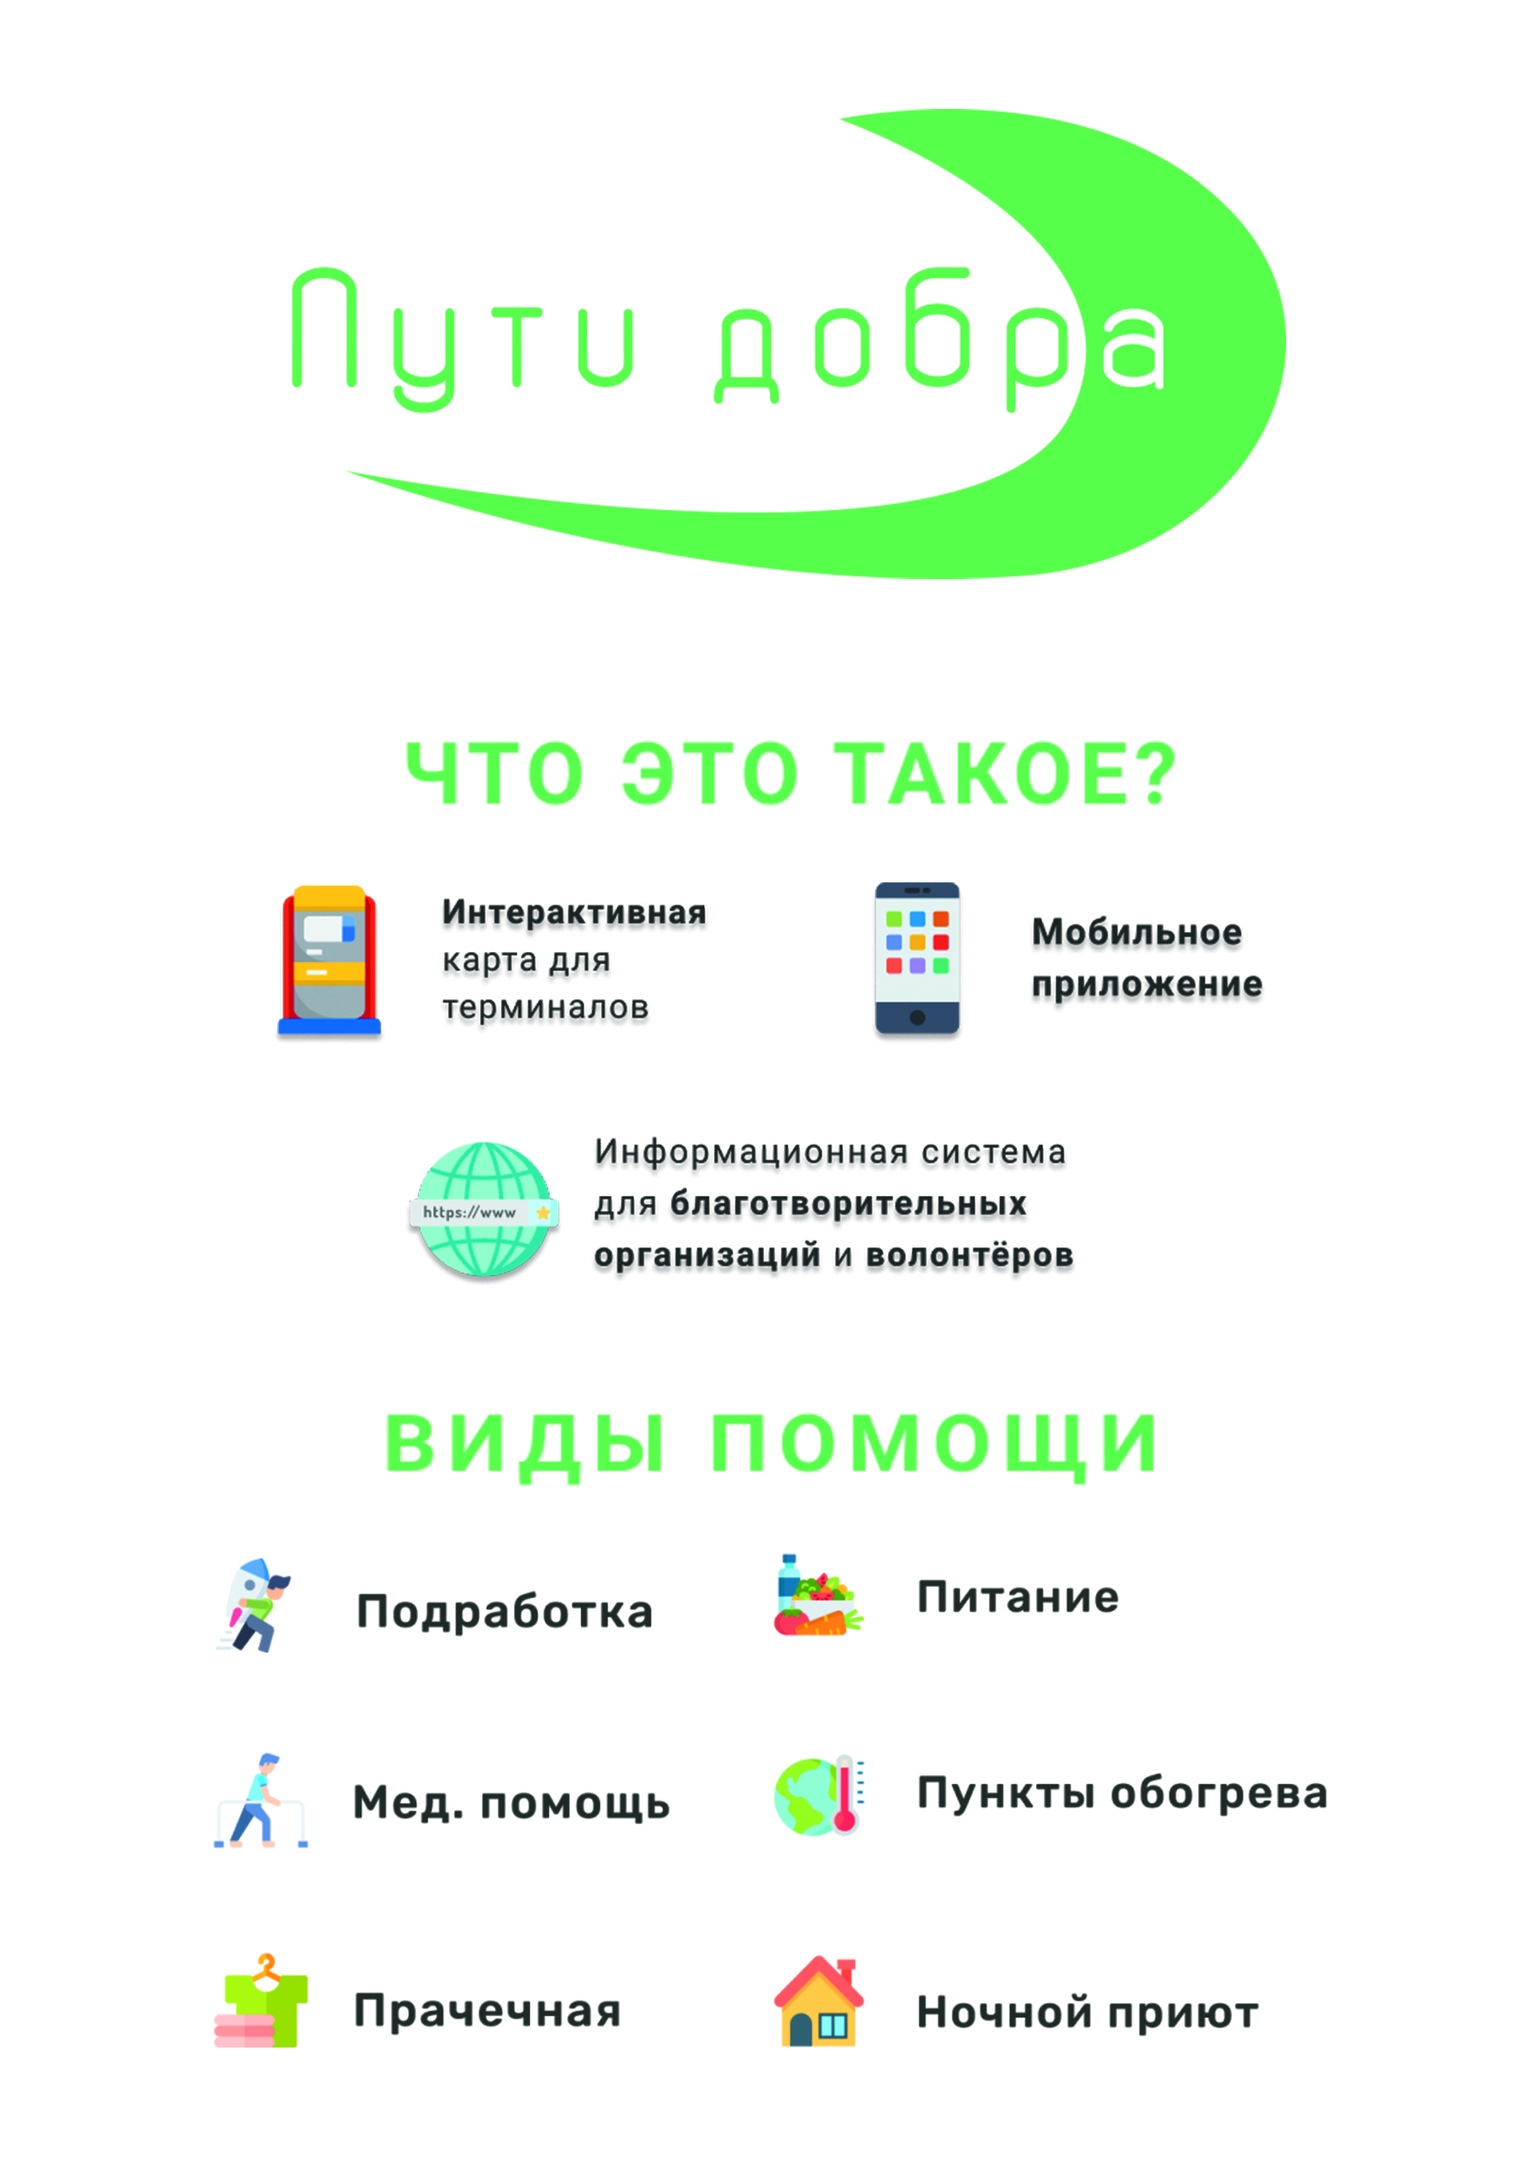 Пути добра
ЧТО ЭТО ТАКОЕ?
Интерактивная
карта для
терминалов
Мобильное
приложение
https://www
Информационная система
для благотворительных
организаций и волонтёров
ВИДЫ ПОМОЩИ
Подработка
Питание
Мед. помощь
Пункты обогрева
Прачечная
Ночной приют